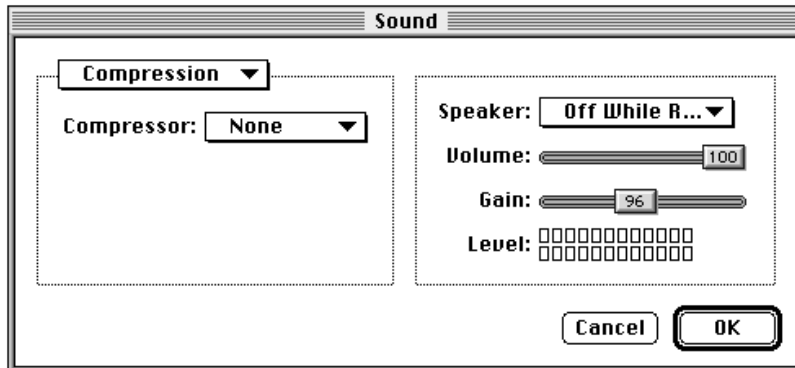 Sound
Compression
Compressor: None
Speaker: Off While R...
Volume: 100
Gain: 96
Level:
Cancel OK